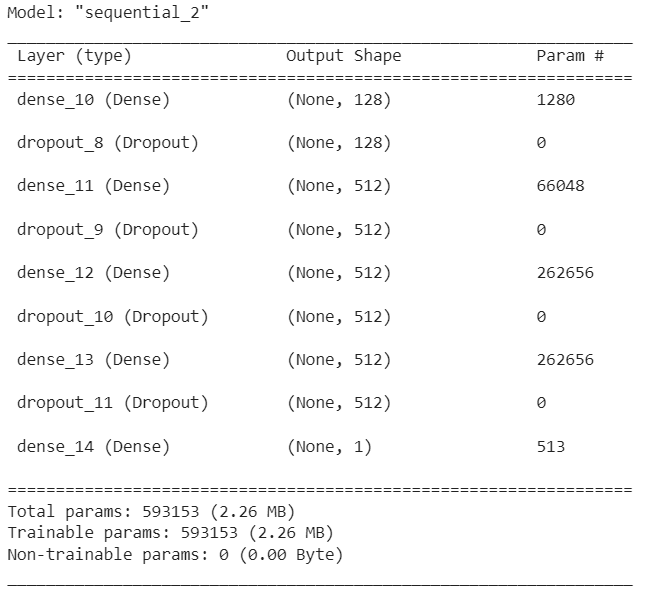 Model: "sequential_2"
_________________________________________________________________
Layer (type) Output Shape Param #
=================================================================
dense_10 (Dense) (None, 128) 1280
dropout_8 (Dropout) (None, 128) 0
dense_11 (Dense) (None, 512) 66048
dropout_9 (Dropout) (None, 512) 0
dense_12 (Dense) (None, 512) 262656
dropout_10 (Dropout) (None, 512) 0
dense_13 (Dense) (None, 512) 262656
dropout_11 (Dropout) (None, 512) 0
dense_14 (Dense) (None, 1) 513
=================================================================
Total params: 593153 (2.26 MB)
Trainable params: 593153 (2.26 MB)
Non-trainable params: 0 (0.00 Byte)
_________________________________________________________________